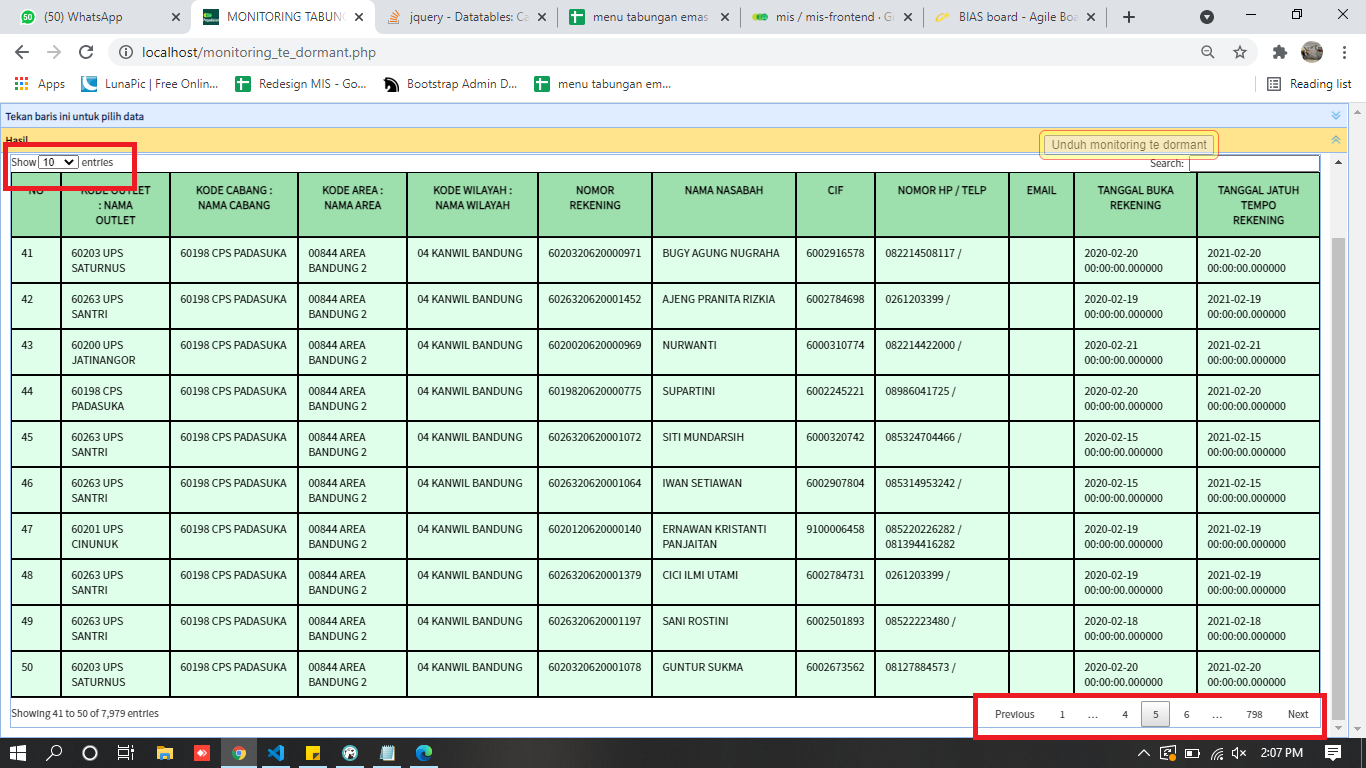 (50) WhatsApp
MONITORING TABUNG
jquery - Datatables: Ca
menu tabungan emas
mis / mis-frontend · Gi
BIAS board - Agile Boa
localhost/monitoring_te_dormant.php
Apps
LunaPic | Free Onlin...
Redesign MIS - Go...
Bootstrap Admin D...
menu tabungan em...
Reading list
Tekan baris ini untuk pilih data
Hasil
Unduh monitoring te dormant
Show 10 entries
Search:
NO
KODE OUTLET
: NAMA
OUTLET
KODE CABANG :
NAMA CABANG
KODE AREA :
NAMA AREA
KODE WILAYAH :
NAMA WILAYAH
NOMOR
REKENING
NAMA NASABAH
CIF
NOMOR HP / TELP
EMAIL
TANGGAL BUKA
REKENING
TANGGAL JATUH
TEMPO
REKENING
41 60203 UPS 60198 CPS PADASUKA 00844 AREA 04 KANWIL BANDUNG 6020320620000971 BUGY AGUNG NUGRAHA 6002916578 082214508117 / 2020-02-20 2021-02-20
SATURNUS BANDUNG 2 00:00:00.000000 00:00:00.000000
42 60263 UPS 60198 CPS PADASUKA 00844 AREA 04 KANWIL BANDUNG 6026320620001452 AJENG PRANITA RIZKIA 6002784698 0261203399 / 2020-02-19 2021-02-19
SANTRI BANDUNG 2 00:00:00.000000 00:00:00.000000
43 60200 UPS 60198 CPS PADASUKA 00844 AREA 04 KANWIL BANDUNG 6020020620000969 NURWANTI 6000310774 082214422000 / 2020-02-21 2021-02-21
JATINANGOR BANDUNG 2 00:00:00.000000 00:00:00.000000
44 60198 CPS 60198 CPS PADASUKA 00844 AREA 04 KANWIL BANDUNG 6019820620000775 SUPARTINI 6002245221 08986041725 / 2020-02-20 2021-02-20
PADASUKA BANDUNG 2 00:00:00.000000 00:00:00.000000
45 60263 UPS 60198 CPS PADASUKA 00844 AREA 04 KANWIL BANDUNG 6026320620001072 SITI MUNDARSIH 6000320742 085324704466 / 2020-02-15 2021-02-15
SANTRI BANDUNG 2 00:00:00.000000 00:00:00.000000
46 60263 UPS 60198 CPS PADASUKA 00844 AREA 04 KANWIL BANDUNG 6026320620001064 IWAN SETIAWAN 6002907804 085314953242 / 2020-02-15 2021-02-15
SANTRI BANDUNG 2 00:00:00.000000 00:00:00.000000
47 60201 UPS 60198 CPS PADASUKA 00844 AREA 04 KANWIL BANDUNG 6020120620000140 ERNAWAN KRISTANTI 9100006458 085220226282 / 2020-02-19 2021-02-19
CINUNUK BANDUNG 2 PANJAITAN 081394416282 00:00:00.000000 00:00:00.000000
48 60263 UPS 60198 CPS PADASUKA 00844 AREA 04 KANWIL BANDUNG 6026320620001379 CICI ILMI UTAMI 6002784731 0261203399 / 2020-02-19 2021-02-19
SANTRI BANDUNG 2 00:00:00.000000 00:00:00.000000
49 60263 UPS 60198 CPS PADASUKA 00844 AREA 04 KANWIL BANDUNG 6026320620001197 SANI ROSTINI 6002501893 08522223480 / 2020-02-18 2021-02-18
SANTRI BANDUNG 2 00:00:00.000000 00:00:00.000000
50 60203 UPS 60198 CPS PADASUKA 00844 AREA 04 KANWIL BANDUNG 6020320620001078 GUNTUR SUKMA 6002673562 08127884573 / 2020-02-20 2021-02-20
SATURNUS BANDUNG 2 00:00:00.000000 00:00:00.000000
Showing 41 to 50 of 7,979 entries
Previous 1 ... 4 5 6 ... 798 Next
2:07 PM